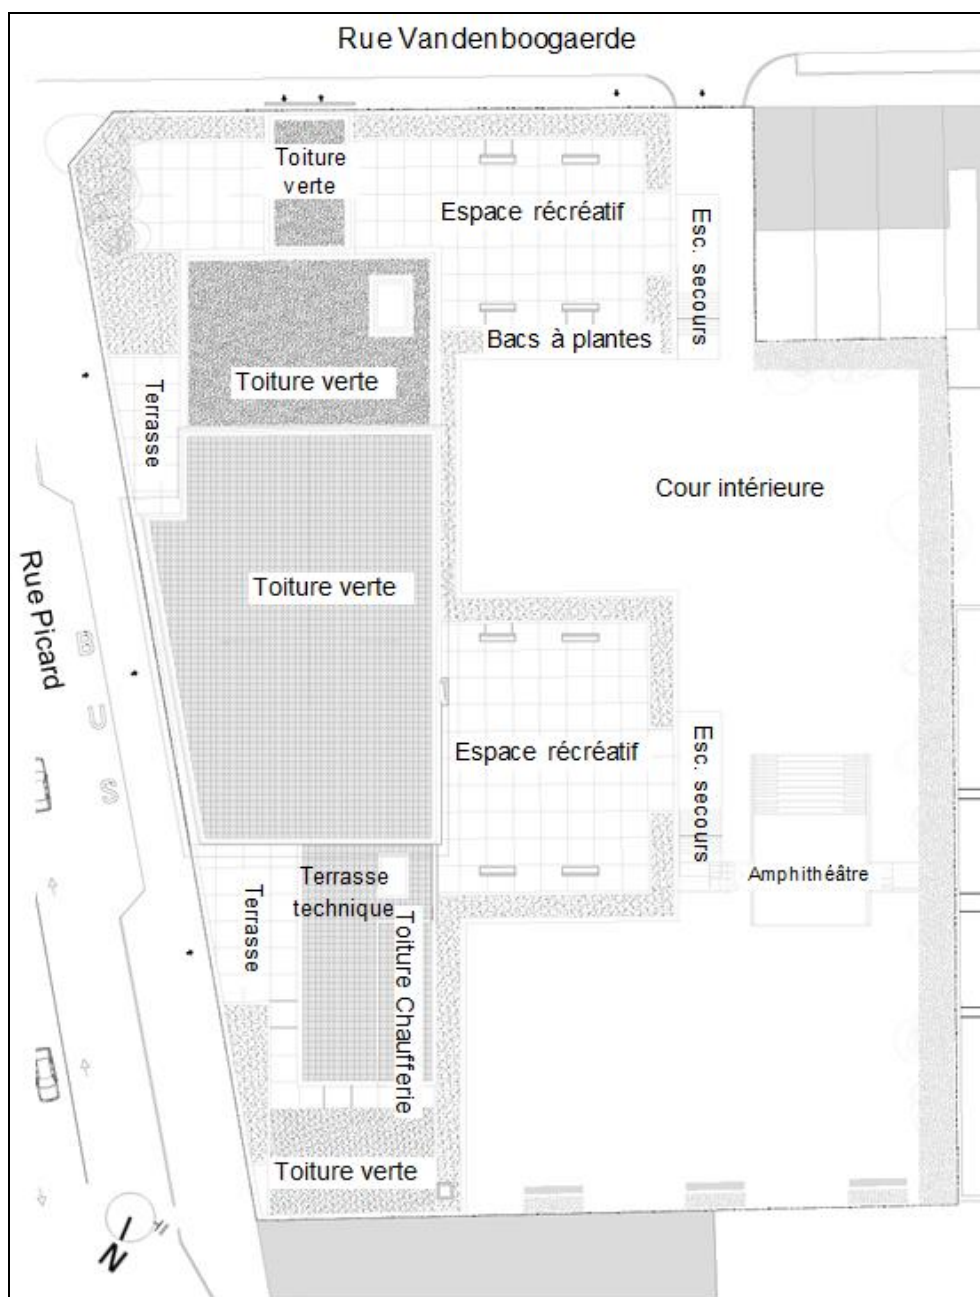 Rue Vandenboogaerde
Toiture
verte
Espace récréatif
Esc. secours
Bacs à plantes
Toiture verte
Terrasse
Cour intérieure
Toiture verte
Rue Picard
BUS
Espace récréatif
Esc. secours
Amphithéâtre
Terrasse
technique
Terrasse
Toiture Chaufferie
Toiture verte
N